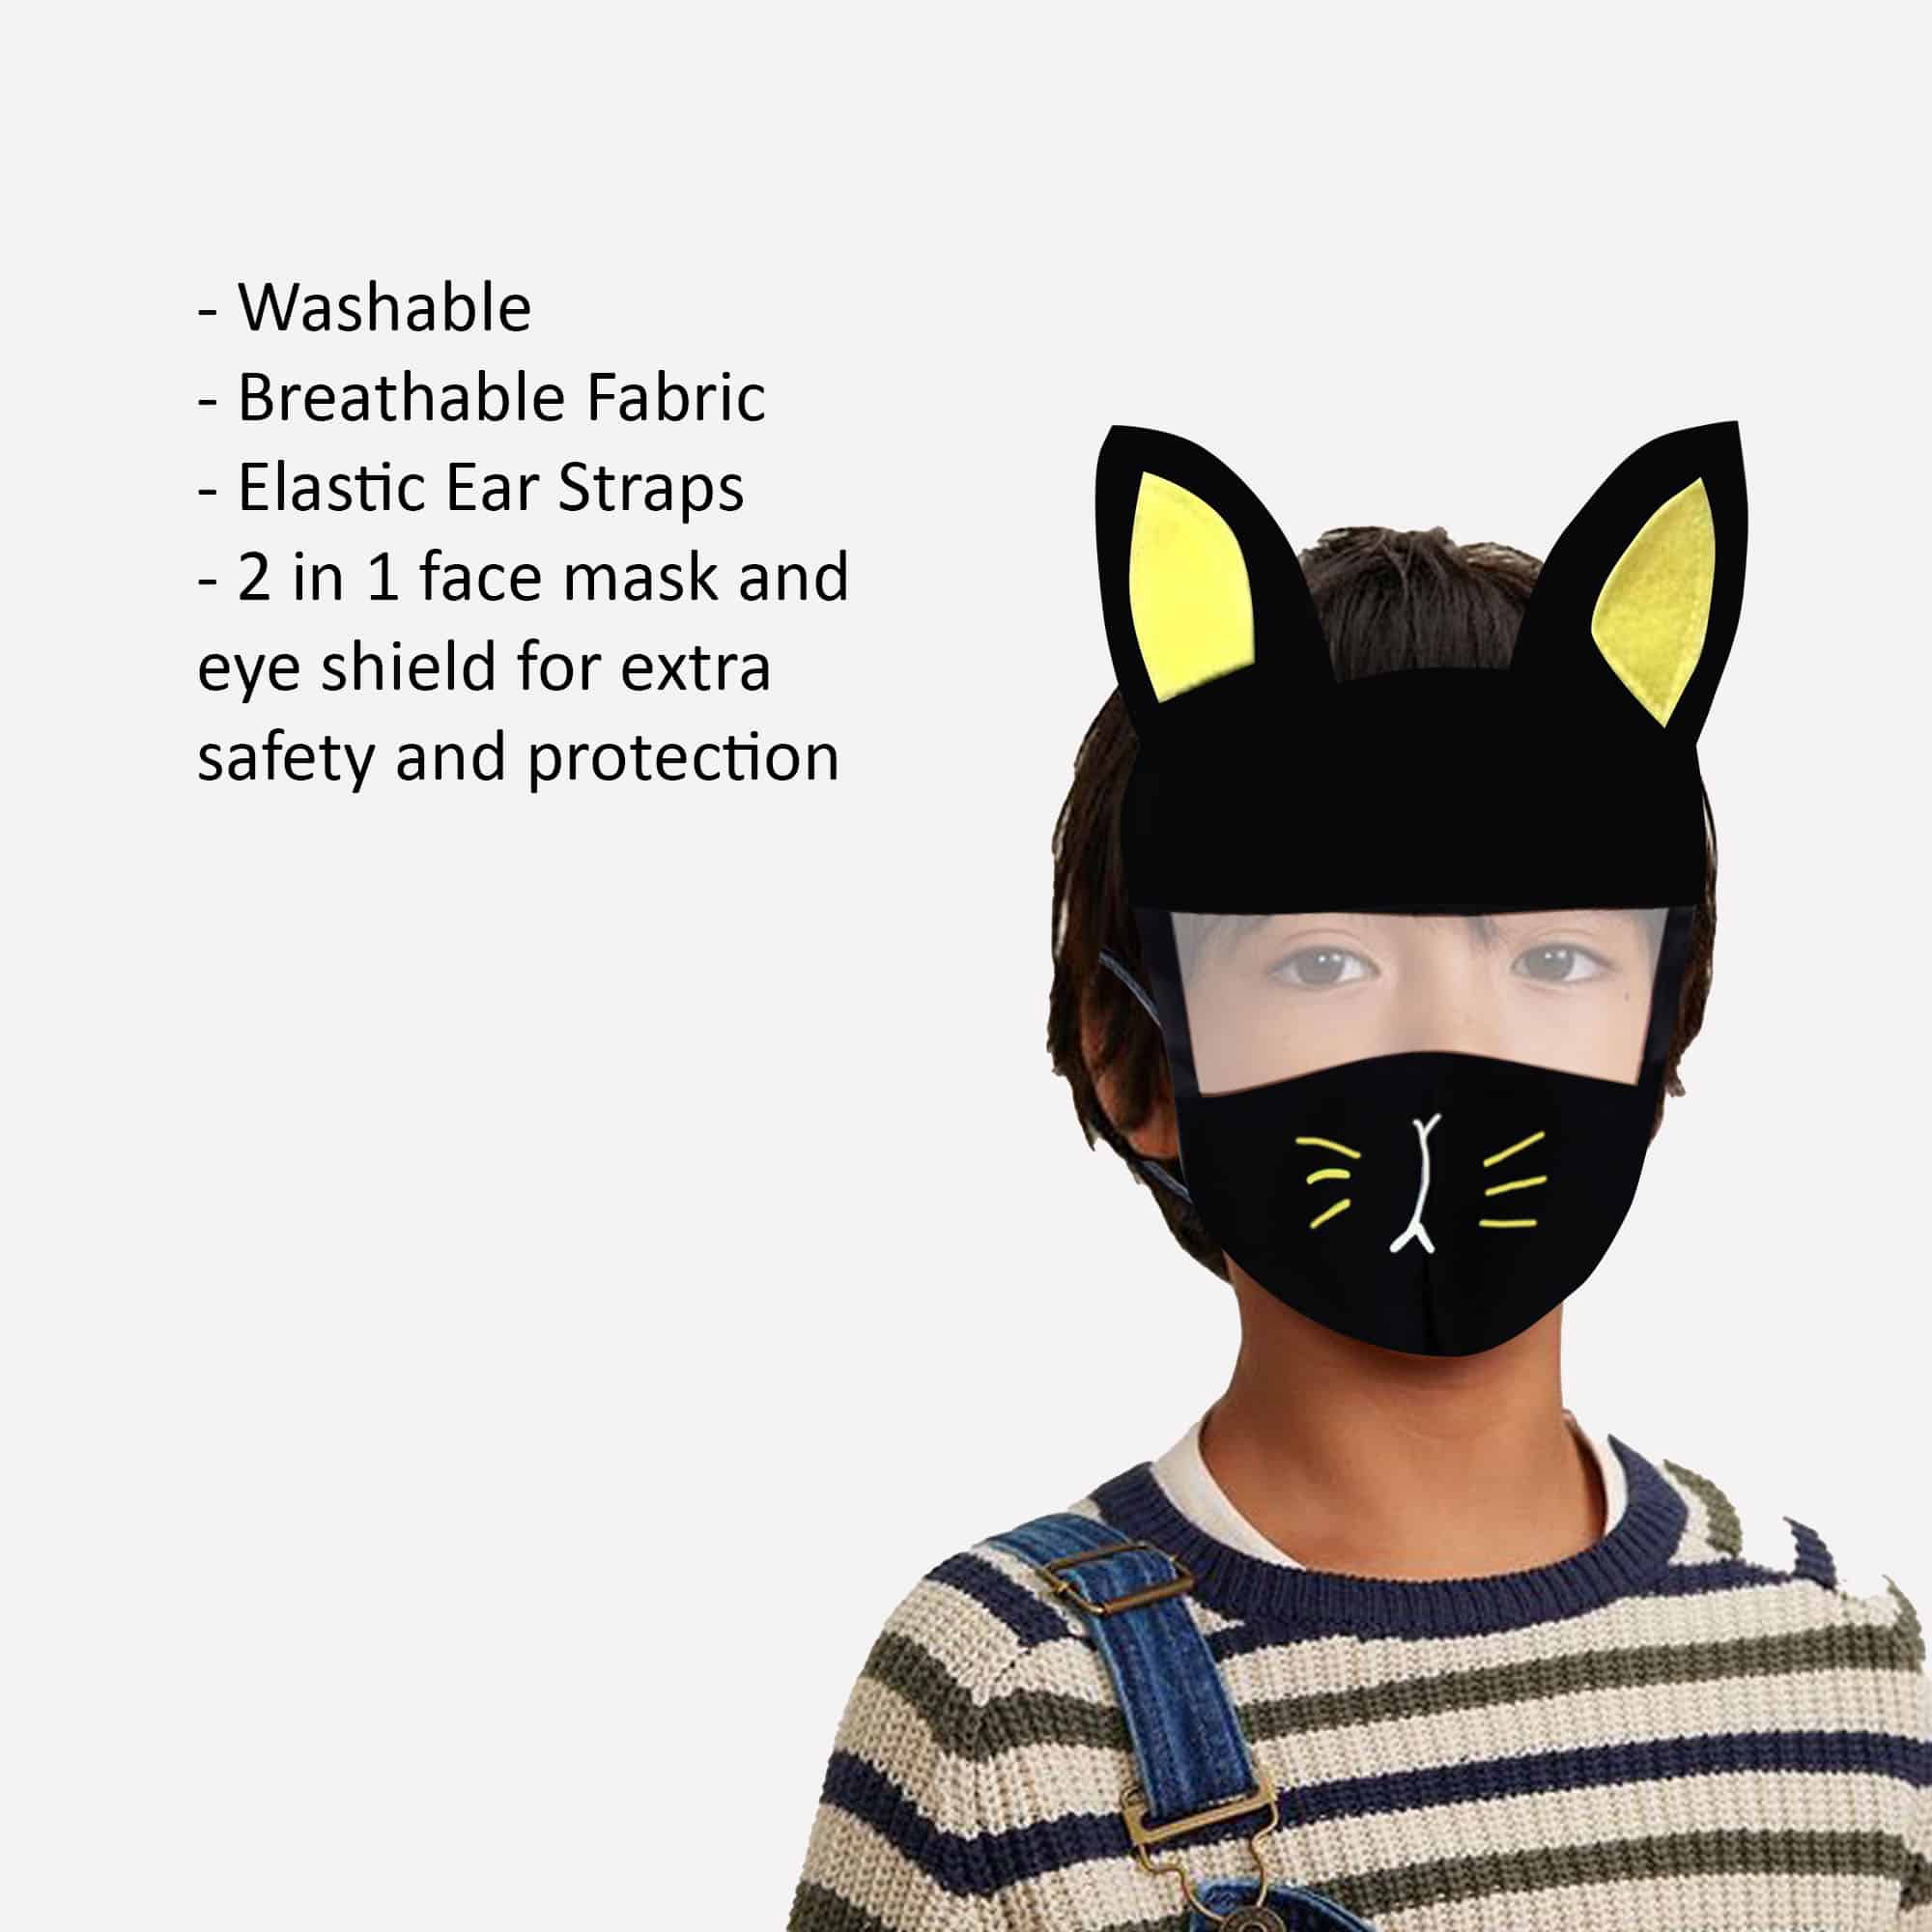 - Washable
- Breathable Fabric
- Elastic Ear Straps
- 2 in 1 face mask and
eye shield for extra
safety and protection